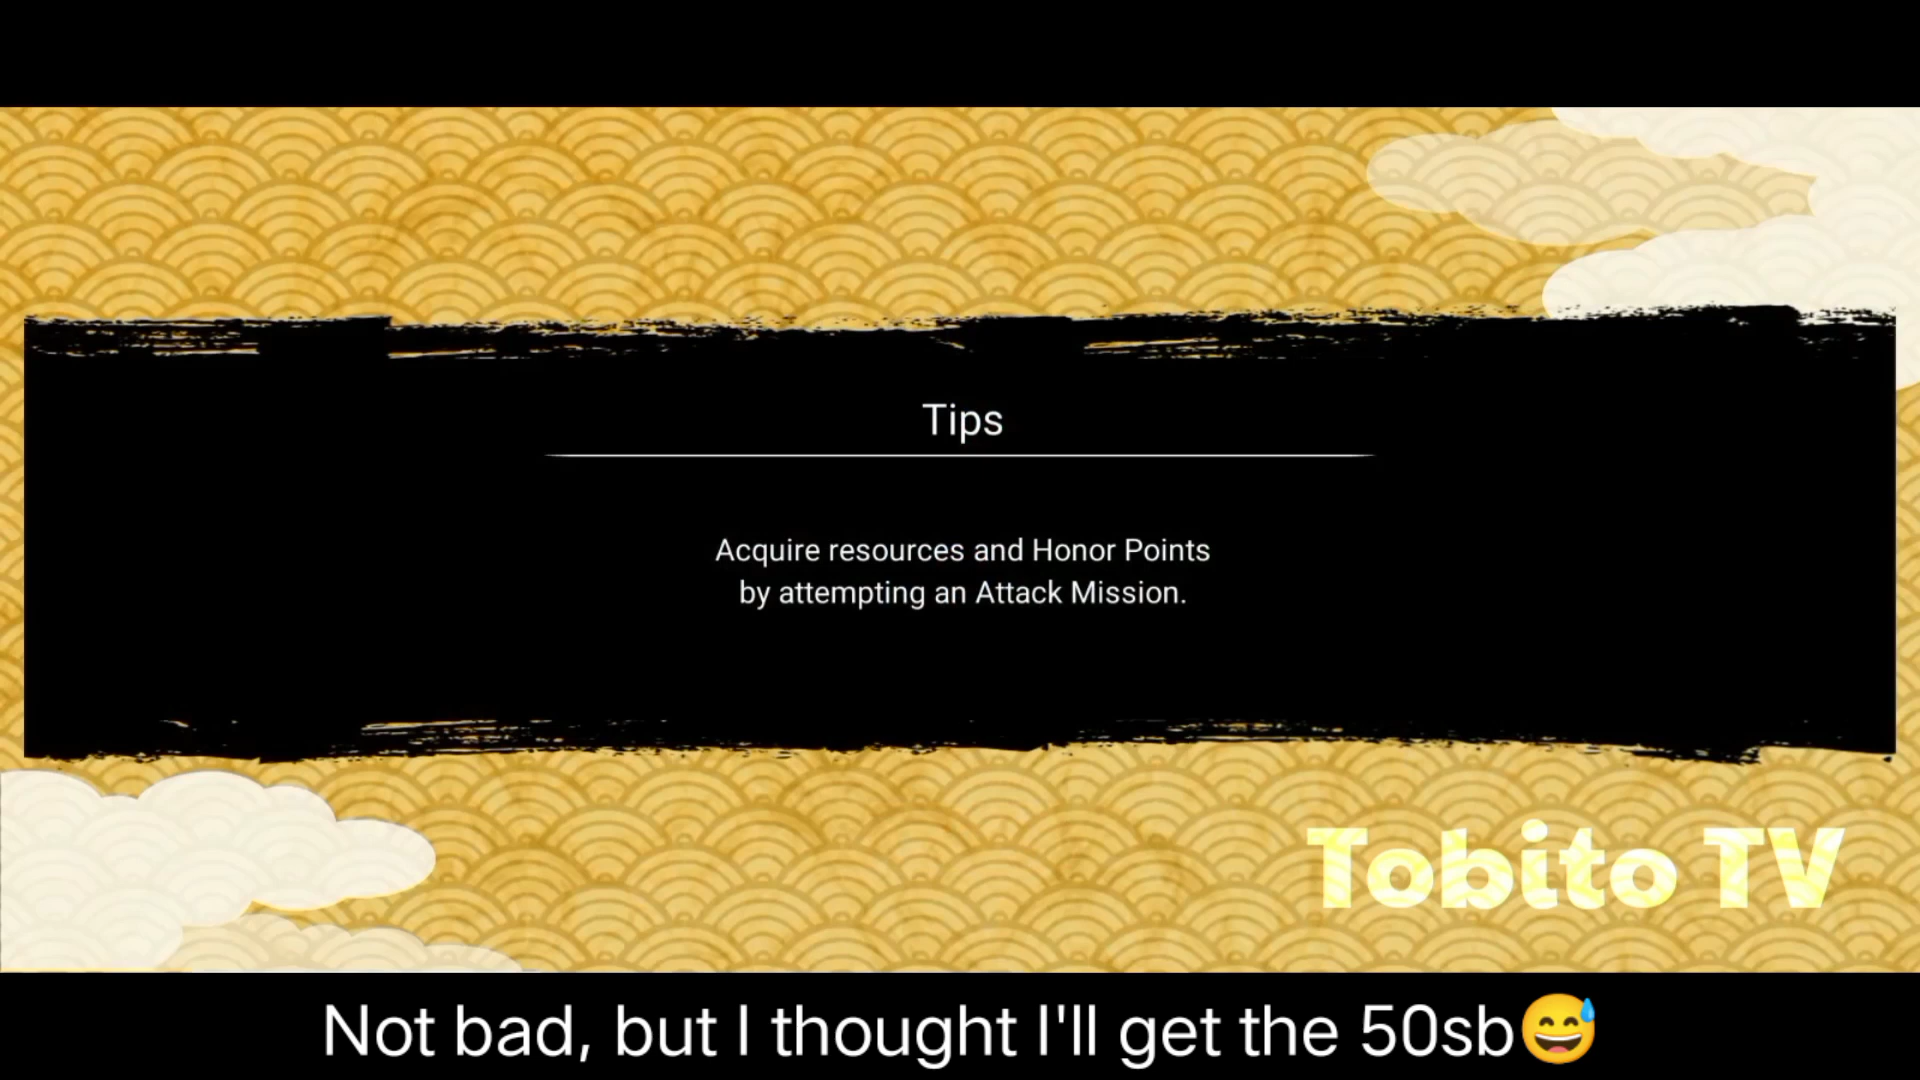 Tips
Acquire resources and Honor Points
by attempting an Attack Mission.
Tobito TV
Not bad, but I thought I'll get the 50sb😅